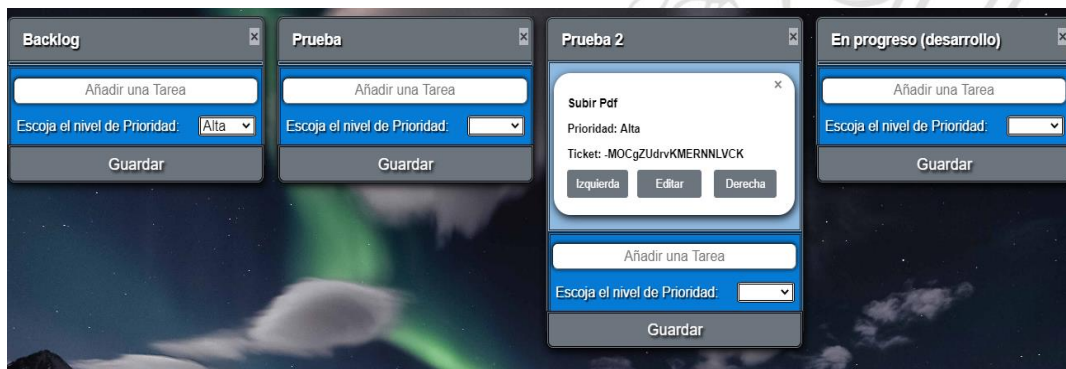 Backlog
×
Añadir una Tarea
Escoja el nivel de Prioridad: Alta
Guardar
Prueba
×
Añadir una Tarea
Escoja el nivel de Prioridad:
Guardar
Prueba 2
×
×
Subir Pdf
Prioridad: Alta
Ticket: -MOCgZUdrvKMERNNLVCK
Izquierda Editar Derecha
Añadir una Tarea
Escoja el nivel de Prioridad:
Guardar
En progreso (desarrollo)
×
Añadir una Tarea
Escoja el nivel de Prioridad:
Guardar